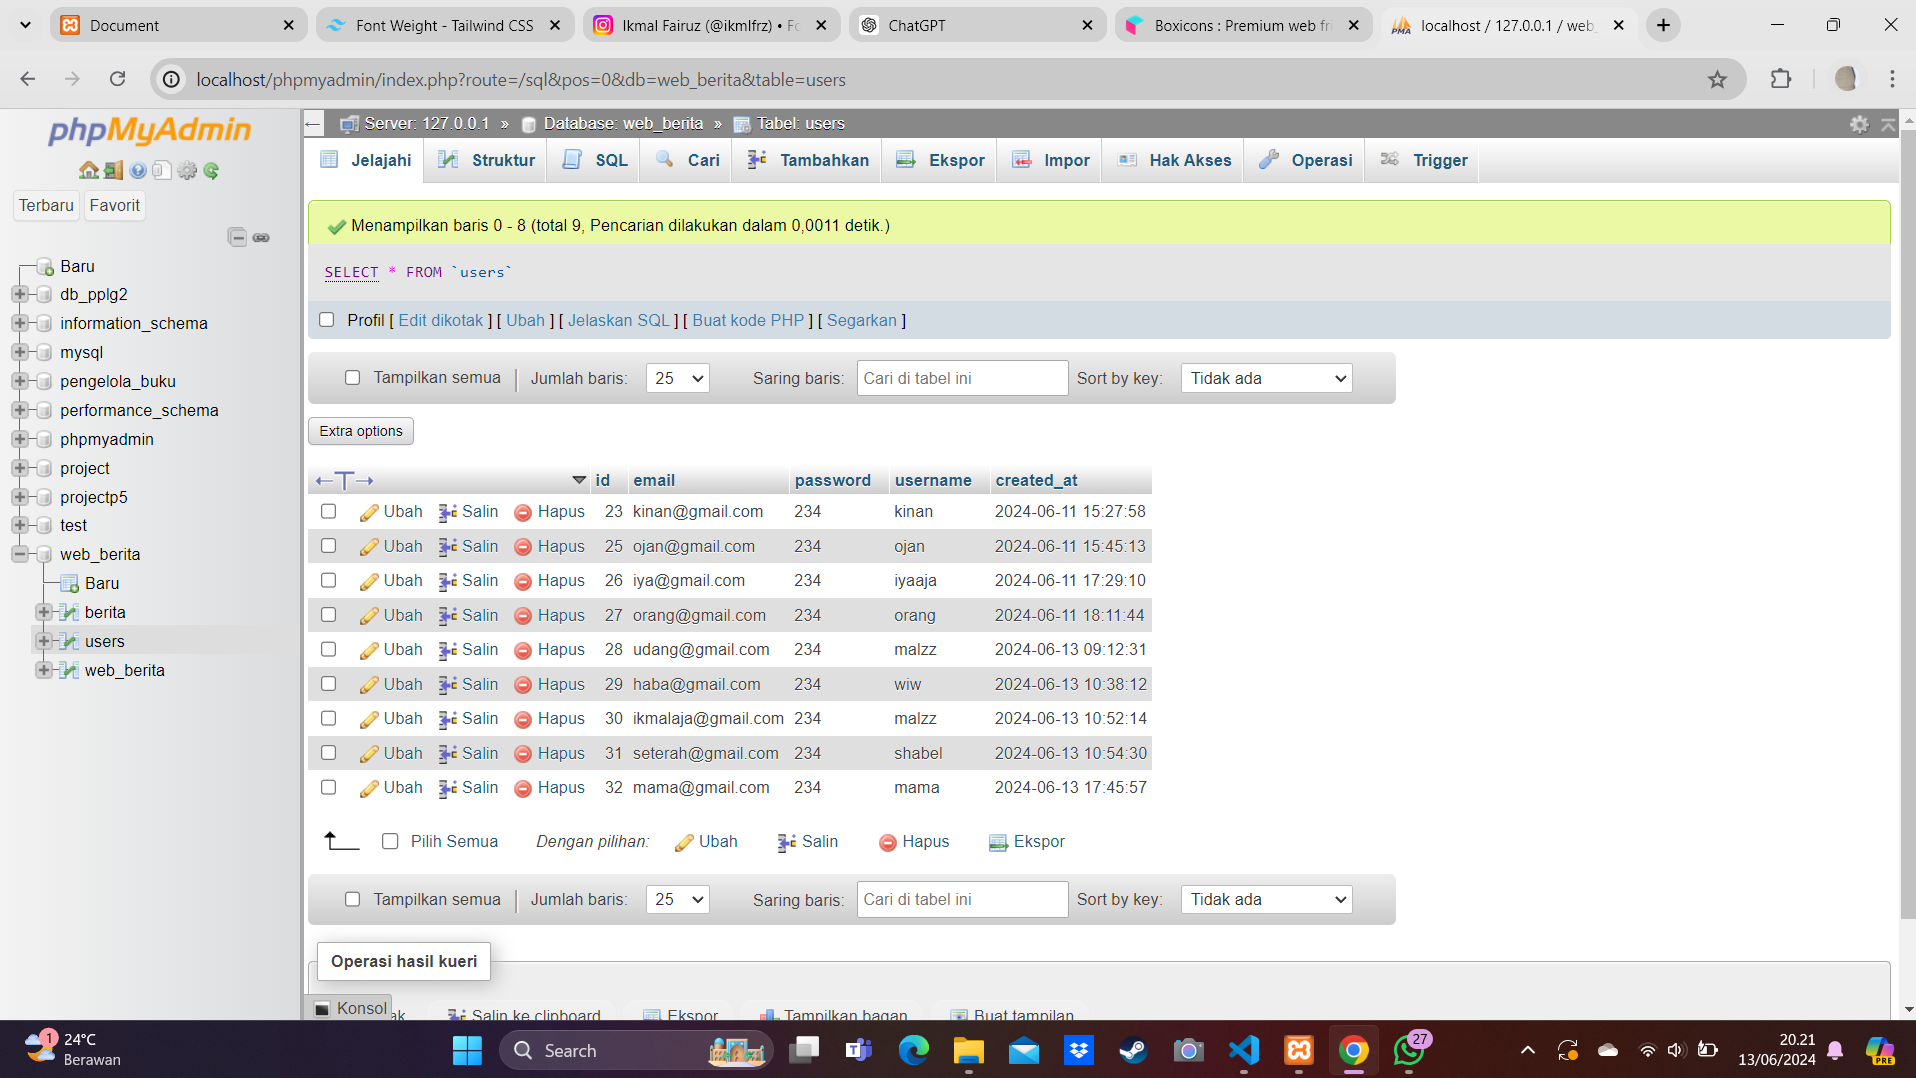 Document
Font Weight - Tailwind CSS
Ikmal Fairuz (@ikmlfrz) • Fo
ChatGPT
Boxicons : Premium web fri
localhost / 127.0.0.1 / web_
localhost/phpmyadmin/index.php?route=/sql&pos=0&db=web_berita&table=users
phpMyAdmin
Terbaru Favorit
Baru
db_pplg2
information_schema
mysql
pengelola_buku
performance_schema
phpmyadmin
project
projectp5
test
web_berita
Baru
berita
users
web_berita
Server: 127.0.0.1 » Database: web_berita » Tabel: users
Jelajahi Struktur SQL Cari Tambahkan Ekspor Impor Hak Akses Operasi Trigger
Menampilkan baris 0 - 8 (total 9, Pencarian dilakukan dalam 0,0011 detik.)
SELECT * FROM `users`
Profil [ Edit dikotak ] [ Ubah ] [ Jelaskan SQL ] [ Buat kode PHP ] [ Segarkan ]
Tampilkan semua Jumlah baris: 25 Saring baris: Cari di tabel ini Sort by key: Tidak ada
Extra options
id email password username created_at
Ubah Salin Hapus 23 kinan@gmail.com 234 kinan 2024-06-11 15:27:58
Ubah Salin Hapus 25 ojan@gmail.com 234 ojan 2024-06-11 15:45:13
Ubah Salin Hapus 26 iya@gmail.com 234 iyaaja 2024-06-11 17:29:10
Ubah Salin Hapus 27 orang@gmail.com 234 orang 2024-06-11 18:11:44
Ubah Salin Hapus 28 udang@gmail.com 234 malzz 2024-06-13 09:12:31
Ubah Salin Hapus 29 haba@gmail.com 234 wiw 2024-06-13 10:38:12
Ubah Salin Hapus 30 ikmalaja@gmail.com 234 malzz 2024-06-13 10:52:14
Ubah Salin Hapus 31 seterah@gmail.com 234 shabel 2024-06-13 10:54:30
Ubah Salin Hapus 32 mama@gmail.com 234 mama 2024-06-13 17:45:57
Pilih Semua Dengan pilihan: Ubah Salin Hapus Ekspor
Tampilkan semua Jumlah baris: 25 Saring baris: Cari di tabel ini Sort by key: Tidak ada
Operasi hasil kueri
Konsol ak Salin ke clipboard Ekspor Tampilkan bagan Buat tampilan
1 24°C
Berawan
Search
27
20.21
13/06/2024
PRE